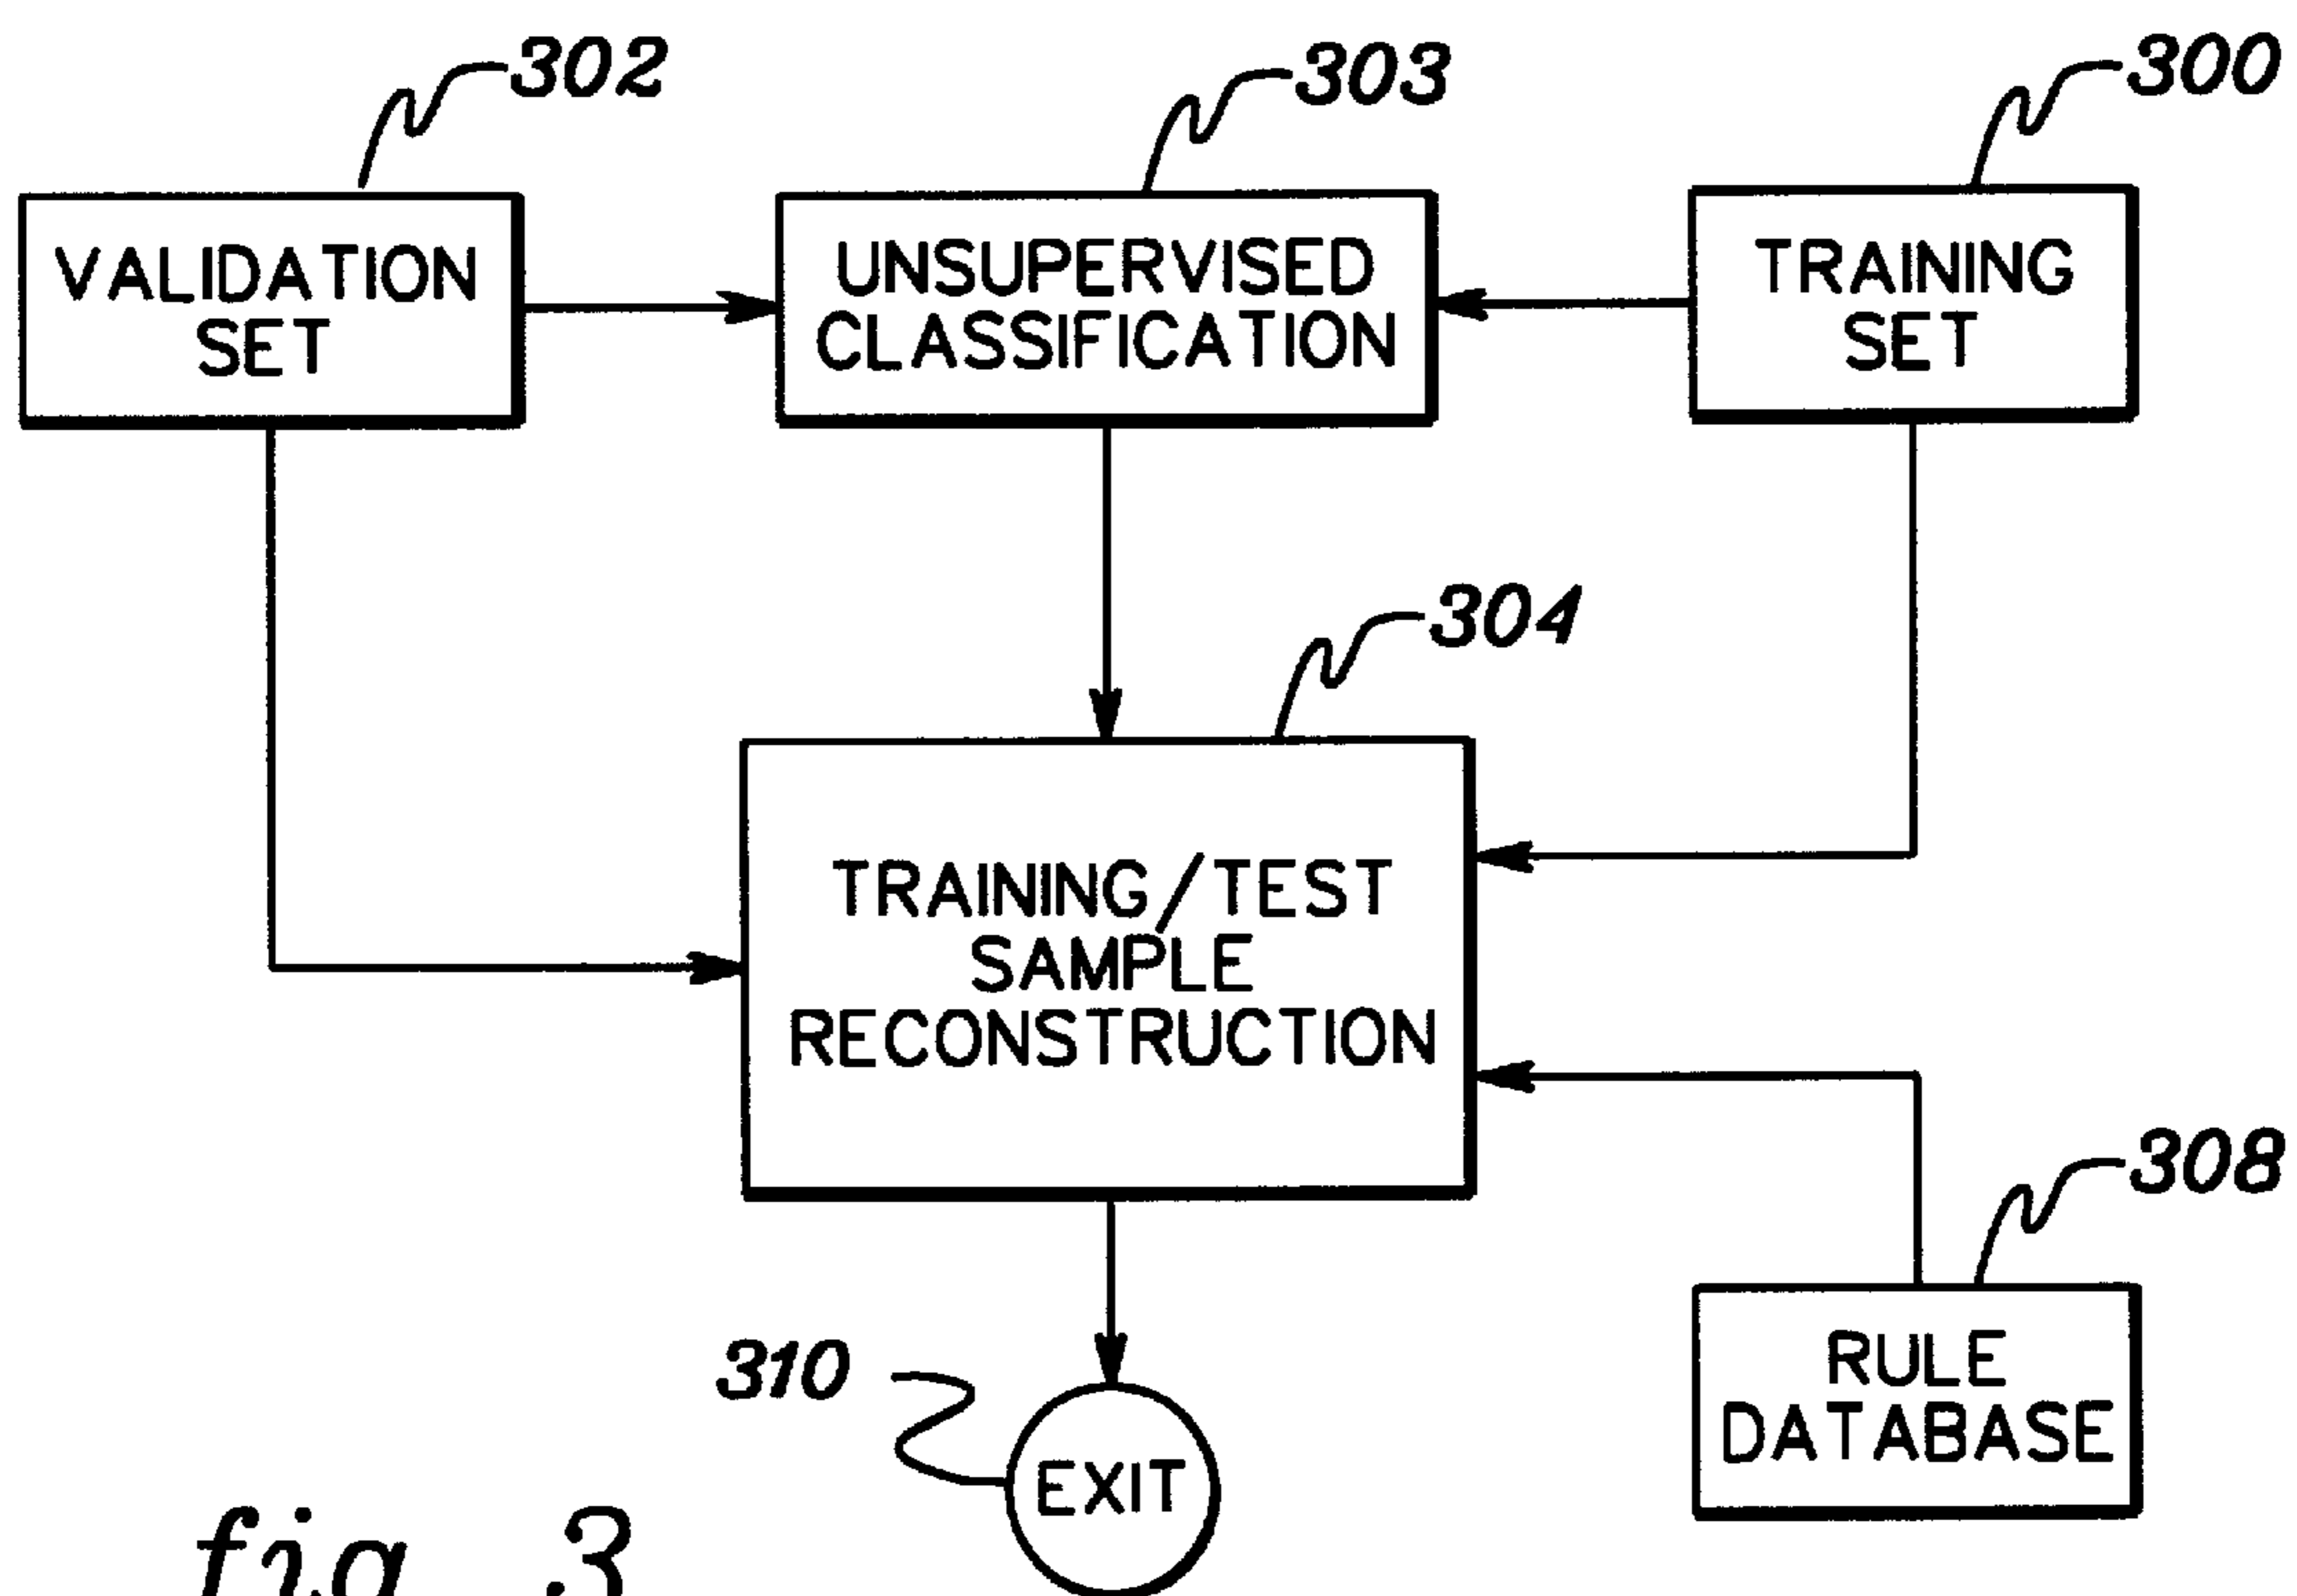 302
303
300
VALIDATION
SET
UNSUPERVISED
CLASSIFICATION
TRAINING
SET
304
TRAINING/TEST
SAMPLE
RECONSTRUCTION
308
310
EXIT
RULE
DATABASE
fig. 3